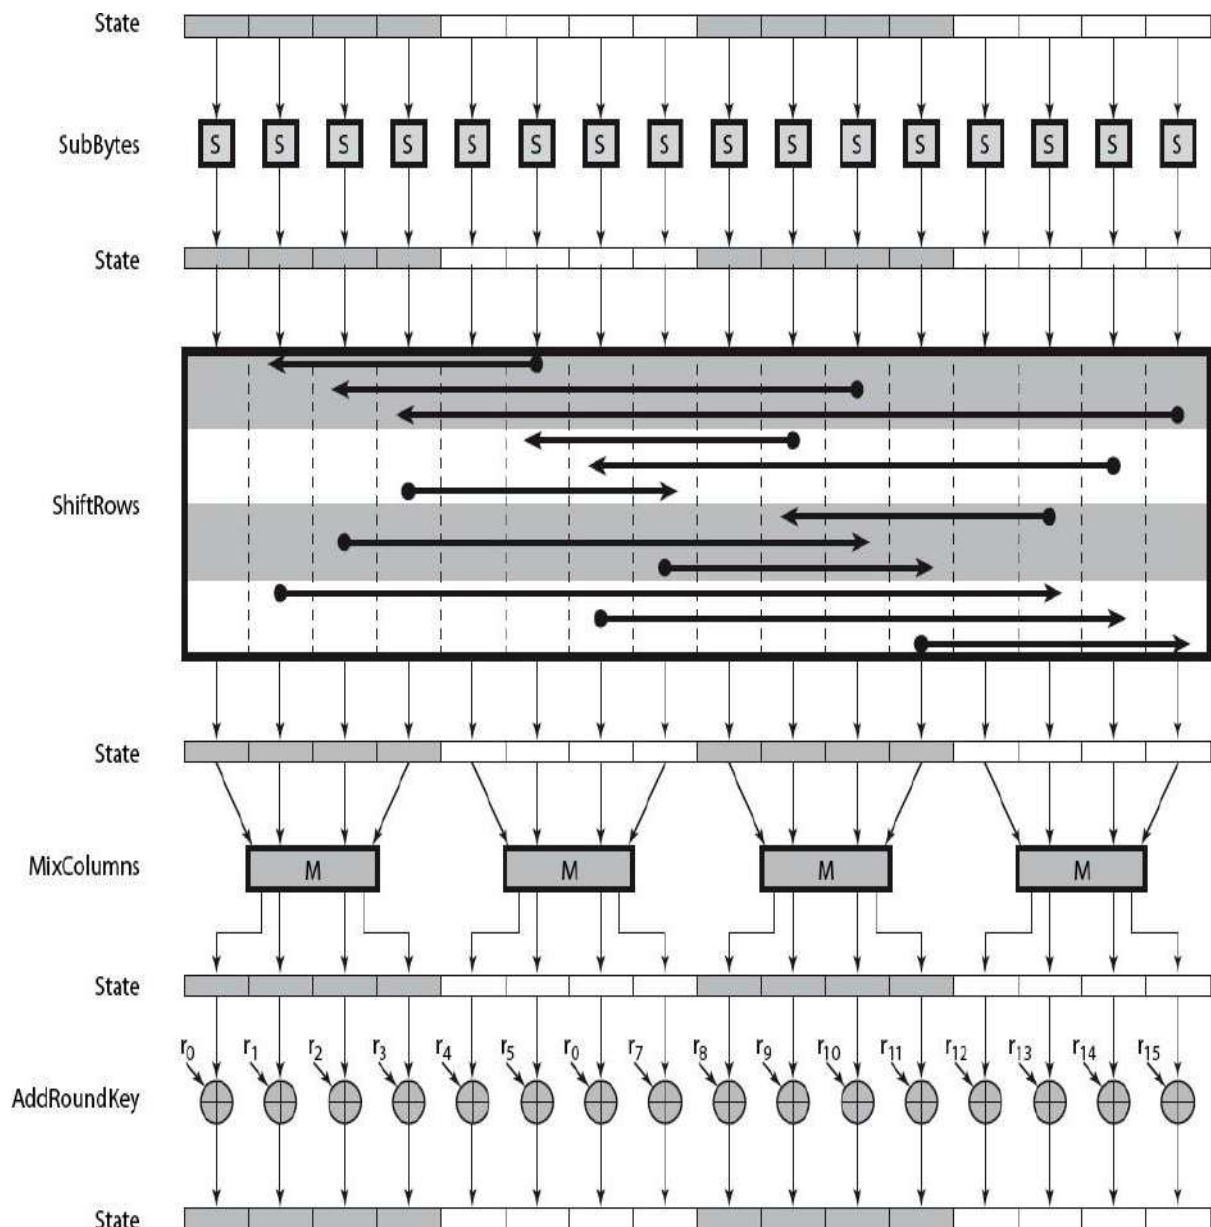 State
SubBytes S S S S S S S S S S S S S S S S
State
ShiftRows
State
MixColumns M M M M
State
r0 r1 r2 r3 r4 r5 r0 r7 r8 r9 r10 r11 r12 r13 r14 r15
AddRoundKey
State